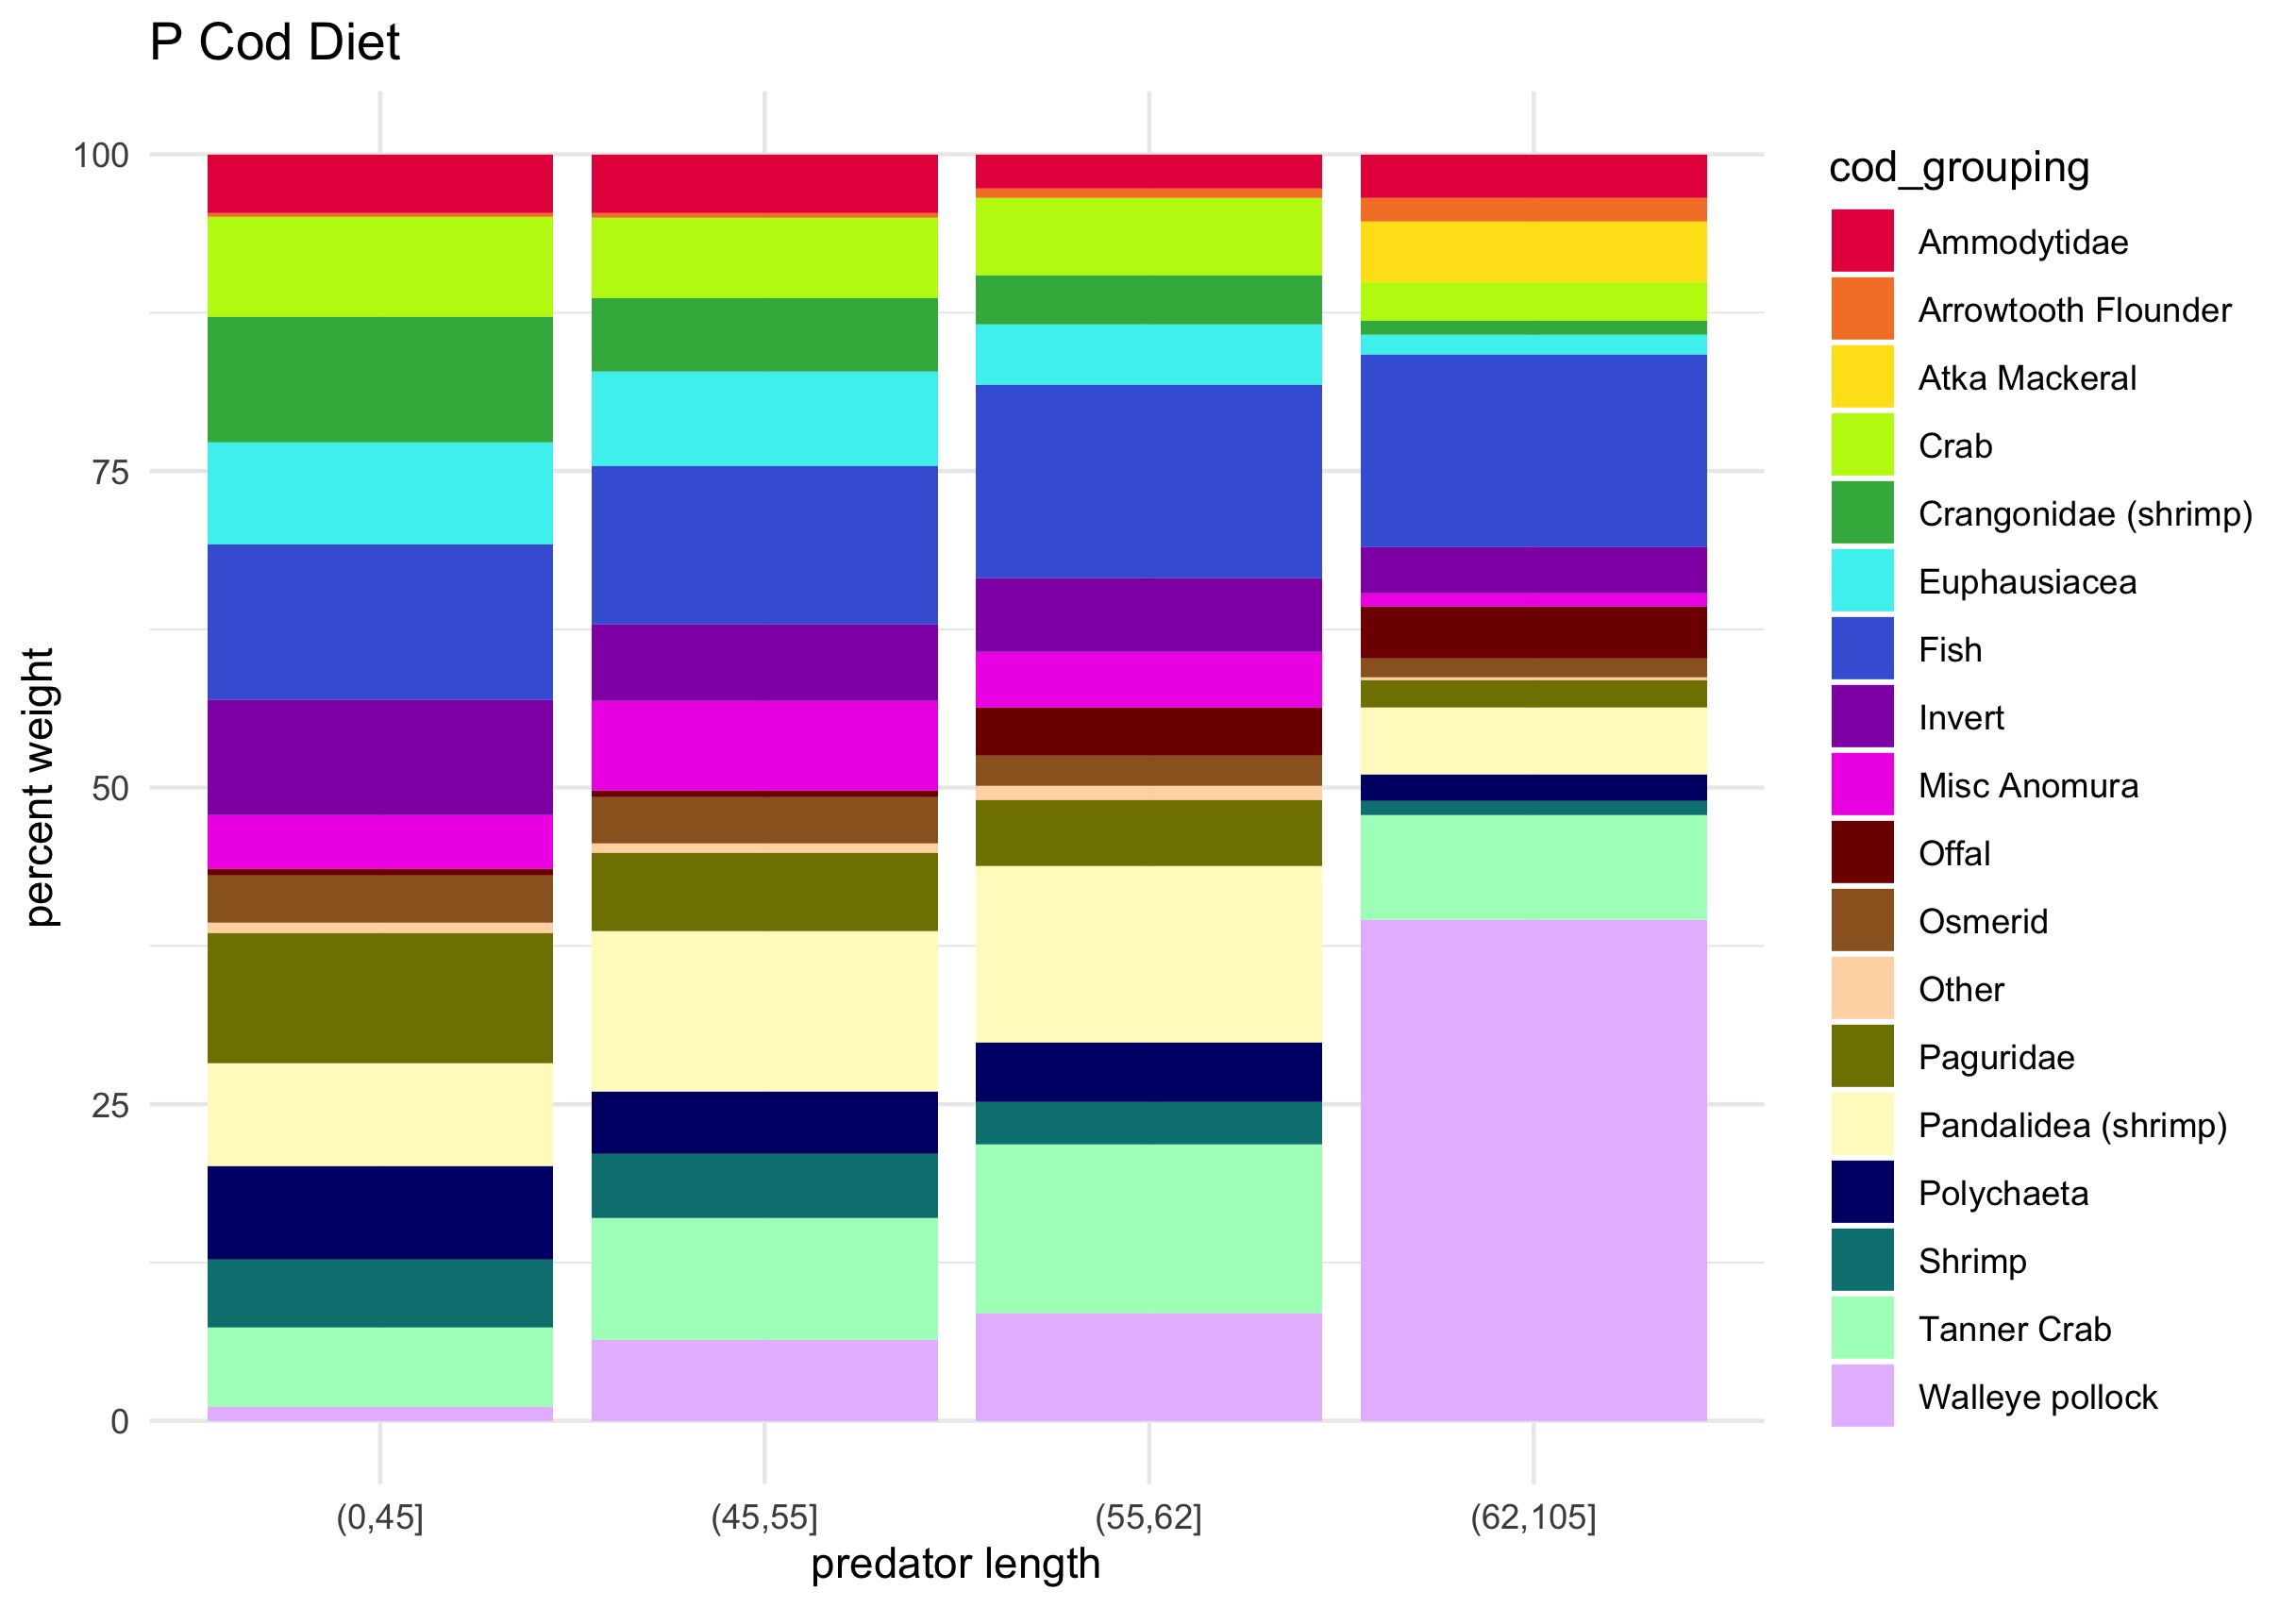 P Cod Diet
percent weight
100
75
50
25
0
(0,45]
(45,55]
(55,62]
(62,105]
predator length
cod_grouping
Ammodytidae
Arrowtooth Flounder
Atka Mackeral
Crab
Crangonidae (shrimp)
Euphausiacea
Fish
Invert
Misc Anomura
Offal
Osmerid
Other
Paguridae
Pandalidea (shrimp)
Polychaeta
Shrimp
Tanner Crab
Walleye pollock